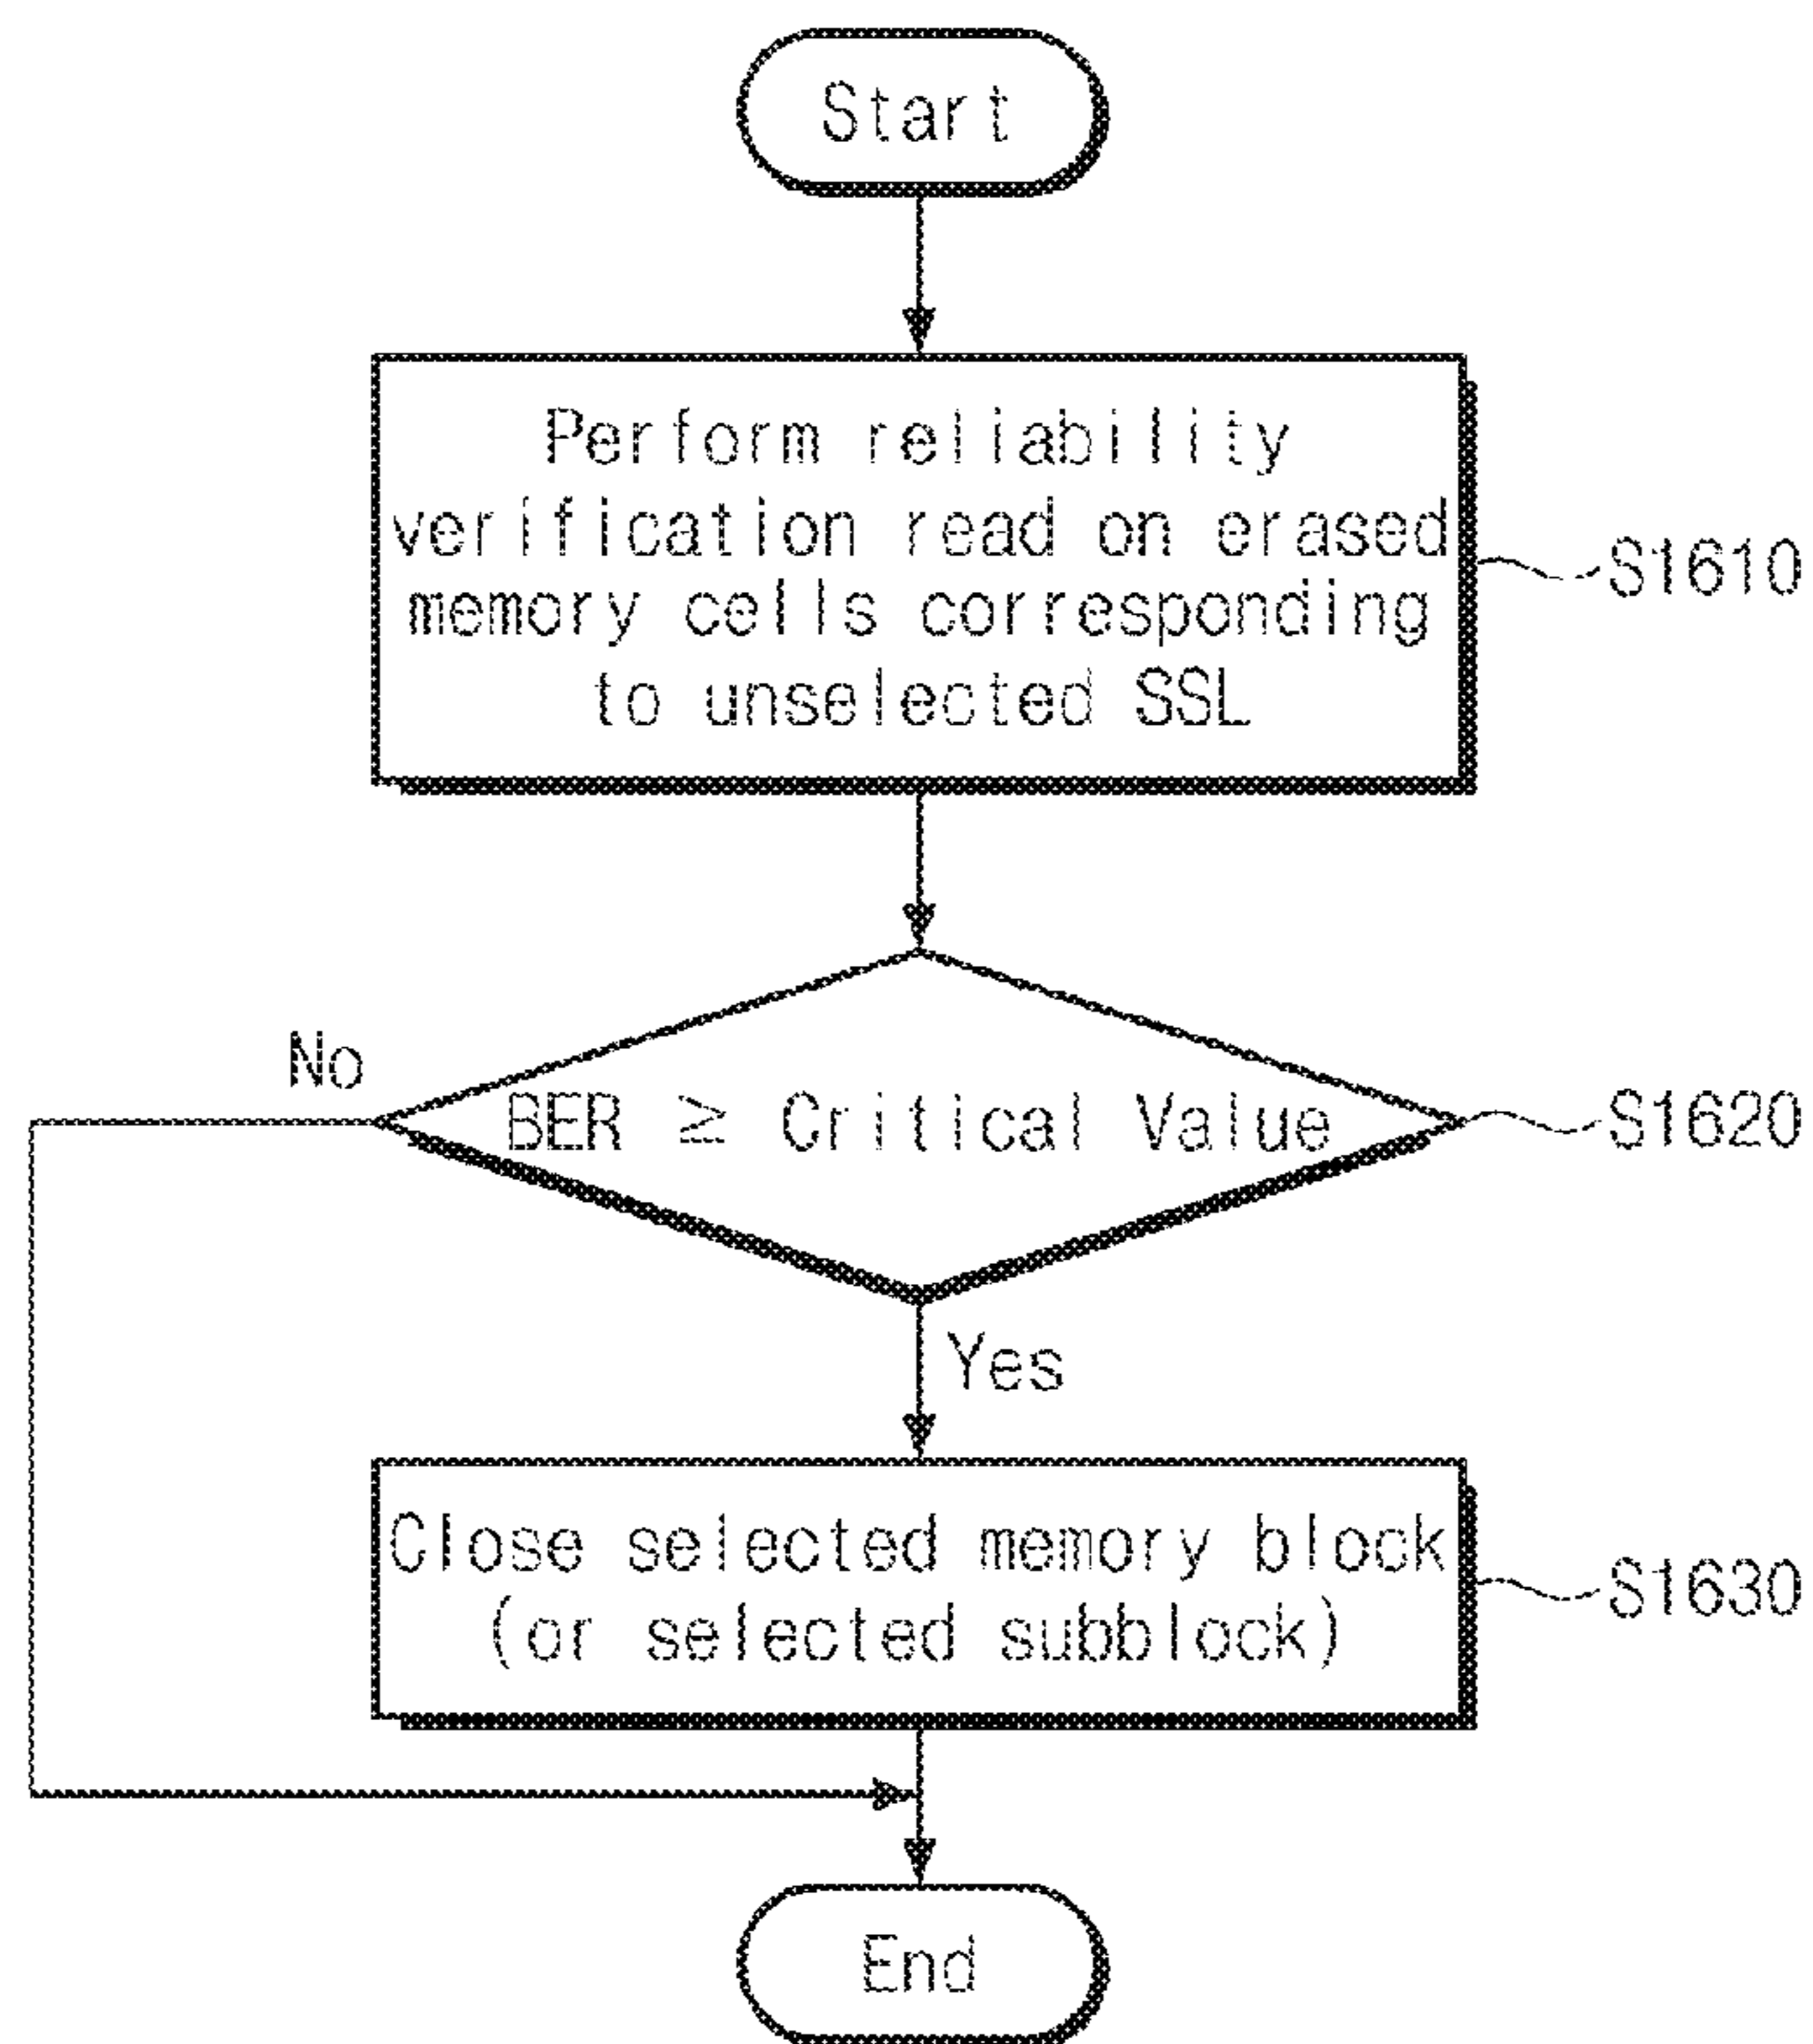 Start
Perform reliability
verification read on erased
memory cells corresponding
to unselected SSL
S1610
No
BER ≥ Critical Value
S1620
Yes
Close selected memory block
(or selected subblock)
S1630
End